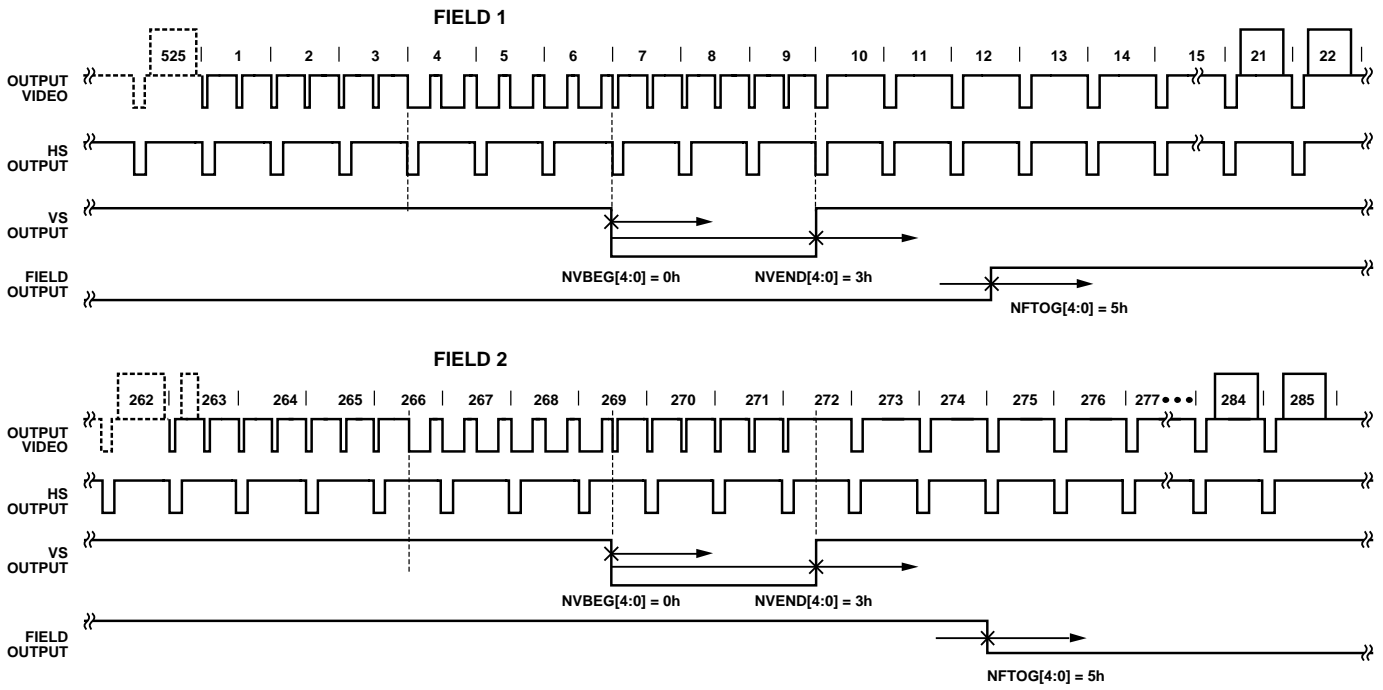 FIELD 1
525 | 1 | 2 | 3 | 4 | 5 | 6 | 7 | 8 | 9 | 10 | 11 | 12 | 13 | 14 | 15 | 21 | 22 |
OUTPUT
VIDEO
HS
OUTPUT
VS
OUTPUT
NVBEG[4:0] = 0h NVEND[4:0] = 3h
FIELD
OUTPUT
NFTOG[4:0] = 5h
FIELD 2
262 | 263 | 264 | 265 | 266 | 267 | 268 | 269 | 270 | 271 | 272 | 273 | 274 | 275 | 276 | 277 ••• | 284 | 285 |
OUTPUT
VIDEO
HS
OUTPUT
VS
OUTPUT
NVBEG[4:0] = 0h NVEND[4:0] = 3h
FIELD
OUTPUT
NFTOG[4:0] = 5h